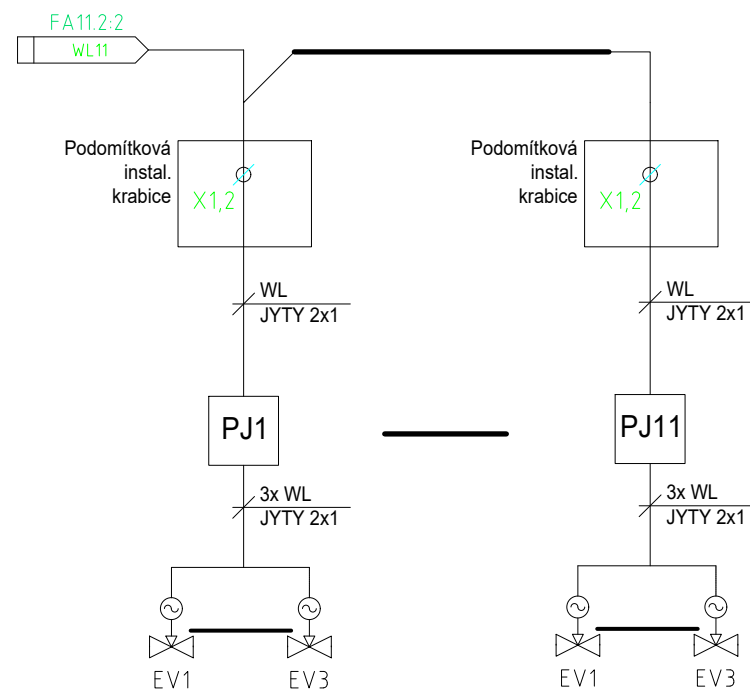 FA11.2:2
WL11
Podomítková
instal.
krabice
X1,2
Podomítková
instal.
krabice
X1,2
WL
JYTY 2x1
WL
JYTY 2x1
PJ1
PJ11
3x WL
JYTY 2x1
3x WL
JYTY 2x1
EV1
EV3
EV1
EV3